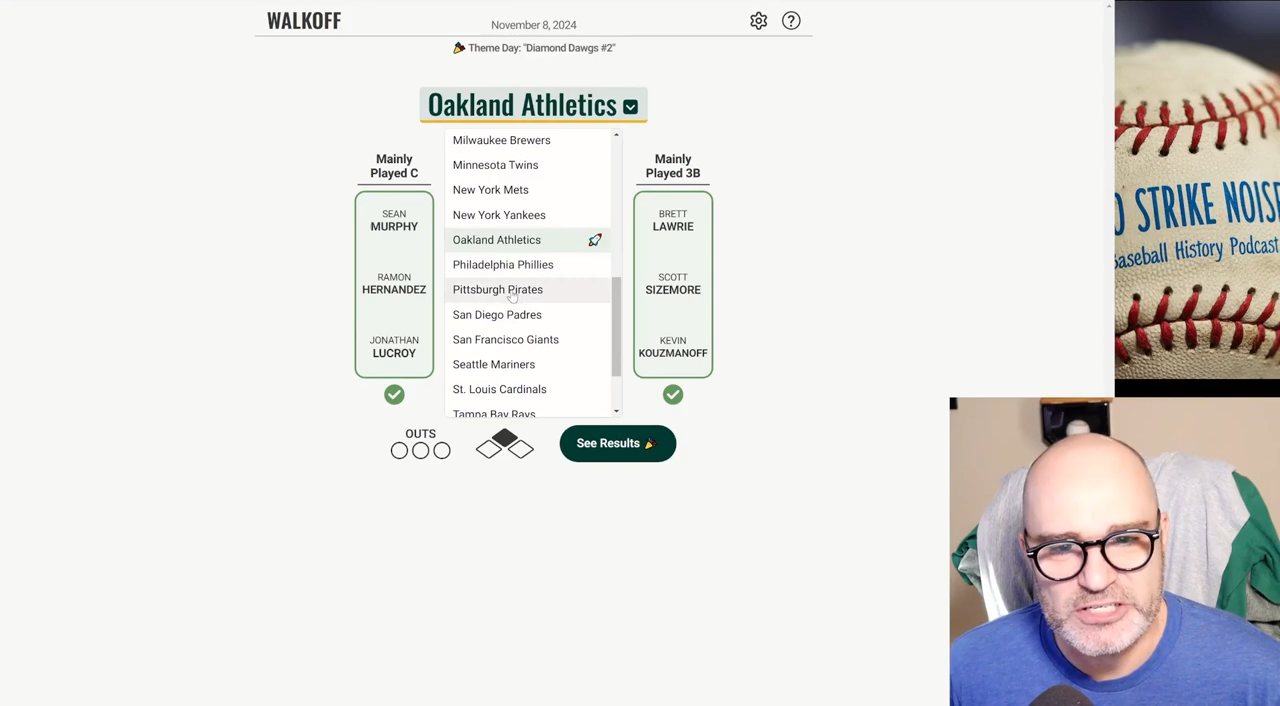 WALKOFF
November 8, 2024
Theme Day: "Diamond Dawgs #2"
Oakland Athletics
Mainly
Played C
SEAN
MURPHY
RAMON
HERNANDEZ
JONATHAN
LUCROY
Milwaukee Brewers
Minnesota Twins
New York Mets
New York Yankees
Oakland Athletics
Philadelphia Phillies
Pittsburgh Pirates
San Diego Padres
San Francisco Giants
Seattle Mariners
St. Louis Cardinals
Tampa Bay Rays
Mainly
Played 3B
BRETT
LAWRIE
SCOTT
SIZEMORE
KEVIN
KOUZMANOFF
OUTS
See Results
STRIKE NOISE
Baseball History Podcast